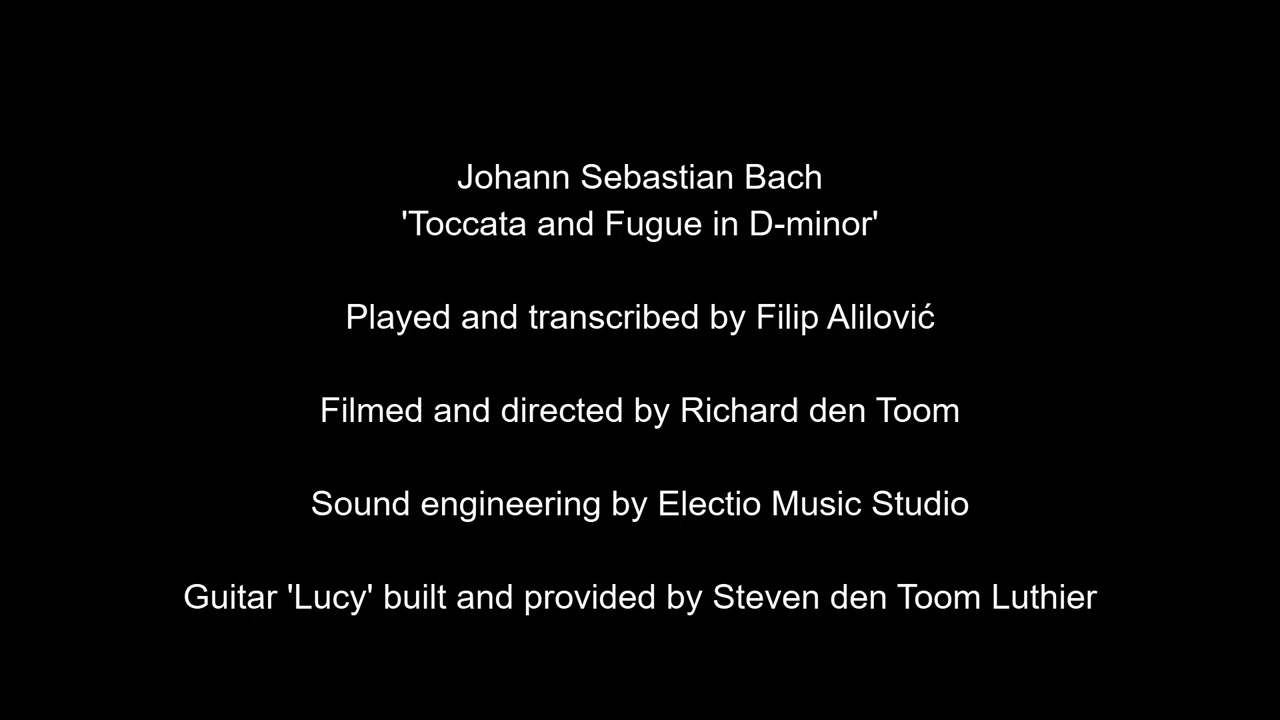 Johann Sebastian Bach
'Toccata and Fugue in D-minor'
Played and transcribed by Filip Alilović
Filmed and directed by Richard den Toom
Sound engineering by Electio Music Studio
Guitar 'Lucy' built and provided by Steven den Toom Luthier